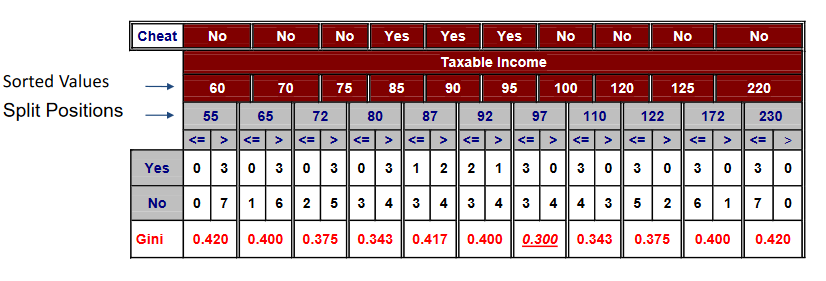 Cheat No No No Yes Yes Yes No No No No
Taxable Income
Sorted Values 60 70 75 85 90 95 100 120 125 220
Split Positions 55 65 72 80 87 92 97 110 122 172 230
<= > <= > <= > <= > <= > <= > <= > <= > <= > <= > <= >
Yes 0 3 0 3 0 3 0 3 1 2 2 1 3 0 3 0 3 0 3 0 3 0
No 0 7 1 6 2 5 3 4 3 4 3 4 3 4 4 3 5 2 6 1 7 0
Gini 0.420 0.400 0.375 0.343 0.417 0.400 0.300 0.343 0.375 0.400 0.420